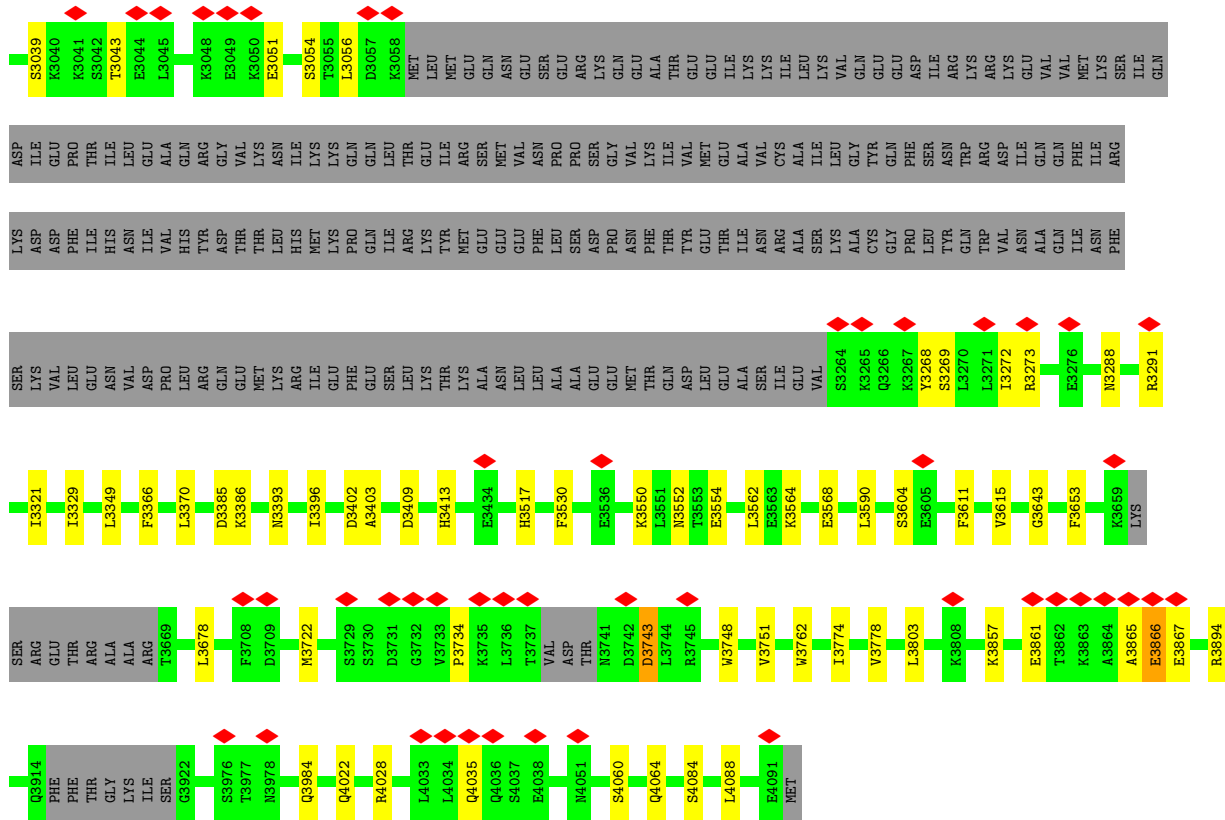 S3039 K3040 K3041 S3042 T3043 E3044 L3045 K3048 E3049 K3050 E3051 S3054 T3055 L3056 D3057 K3058 MET LEU MET GLU GLN ASN GLU SER GLU ARG LYS GLN GLU ALA THR GLU GLU ILE LYS LYS ILE LEU LYS VAL GLN GLU GLU ASP ILE ARG LYS ARG LYS GLU VAL VAL MET LYS SER ILE GLN
ASP ILE GLU PRO THR ILE LEU GLU ALA GLN ARG GLY VAL LYS ASN ILE LYS LYS GLN GLN LEU THR GLU ILE ARG SER MET VAL ASN PRO PRO SER GLY VAL LYS ILE VAL MET GLU ALA VAL CYS ALA ILE LEU GLY TYR GLN PHE SER ASN TRP ARG ASP ILE GLN GLN PHE ILE ARG
LYS ASP ASP PHE ILE HIS ASN ILE VAL HIS TYR ASP THR THR LEU HIS MET LYS PRO GLN ILE ARG LYS TYR MET GLU GLU GLU PHE LEU SER ASP PRO ASN PHE THR TYR GLU THR ILE ASN ARG ALA SER LYS ALA CYS GLY PRO LEU TYR GLN TRP VAL ASN ALA GLN ILE ASN PHE
SER LYS VAL LEU GLU ASN VAL ASP PRO LEU ARG GLN GLU MET LYS ARG ILE GLU PHE GLU SER LEU LYS THR LYS ALA ASN LEU LEU ALA ALA GLU GLU MET THR GLN ASP LEU GLU ALA SER ILE GLU VAL S3264 K3265 Q3266 K3267 Y3268 S3269 L3270 L3271 I3272 R3273 E3276 N3288 R3291
I3321 I3329 L3349 F3366 L3370 D3385 K3386 N3393 I3396 D3402 A3403 D3409 H3413 E3434 H3517 F3530 E3536 K3550 L3551 N3552 T3553 E3554 L3562 E3563 K3564 E3568 L3590 S3604 E3605 F3611 V3615 G3643 F3653 K3659 LYS
SER ARG GLU THR ARG ALA ALA ARG T3669 L3678 F3708 D3709 M3722 S3729 S3730 D3731 G3732 V3733 P3734 K3735 L3736 T3737 VAL ASP THR N3741 D3742 D3743 L3744 R3745 W3748 V3751 W3762 I3774 V3778 L3803 K3808 K3857 E3861 T3862 K3863 A3864 A3865 E3866 E3867 R3894
Q3914 PHE PHE THR GLY LYS ILE SER G3922 S3976 T3977 N3978 Q3984 Q4022 R4028 L4033 L4034 Q4035 Q4036 S4037 E4038 N4051 S4060 Q4064 S4084 L4088 E4091 MET